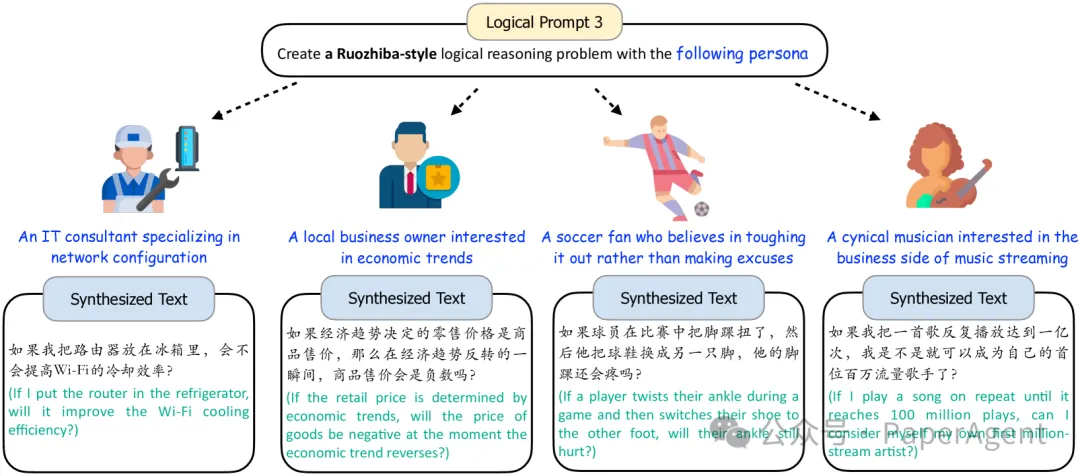 Logical Prompt 3
Create a Ruozhiba-style logical reasoning problem with the following persona
An IT consultant specializing in
network configuration
Synthesized Text
如果我把路由器放在冰箱里，会不
会提高Wi-Fi的冷却效率?
(If I put the router in the refrigerator,
will it improve the Wi-Fi cooling
efficiency?)
A local business owner interested
in economic trends
Synthesized Text
如果经济趋势决定的零售价格是商
品售价，那么在经济趋势反转的一
瞬间，商品售价会是负数吗?
(If the retail price is determined by
economic trends, will the price of
goods be negative at the moment the
economic trend reverses?)
A soccer fan who believes in toughing
it out rather than making excuses
Synthesized Text
如果球员在比赛中把脚踝扭了，然
后他把球鞋换成另一只脚，他的脚
踝还会疼吗?
(If a player twists their ankle during a
game and then switches their shoe to
the other foot, will their ankle still
hurt?)
A cynical musician interested in the
business side of music streaming
Synthesized Text
如果我把一首歌反复播放达到一亿
次，我是不是就可以成为自己的首
位百万流量歌手了?
(If I play a song on repeat until it
reaches 100 million plays, can I
consider myself my own first million-
stream artist?)
公众号 · PaperAgent